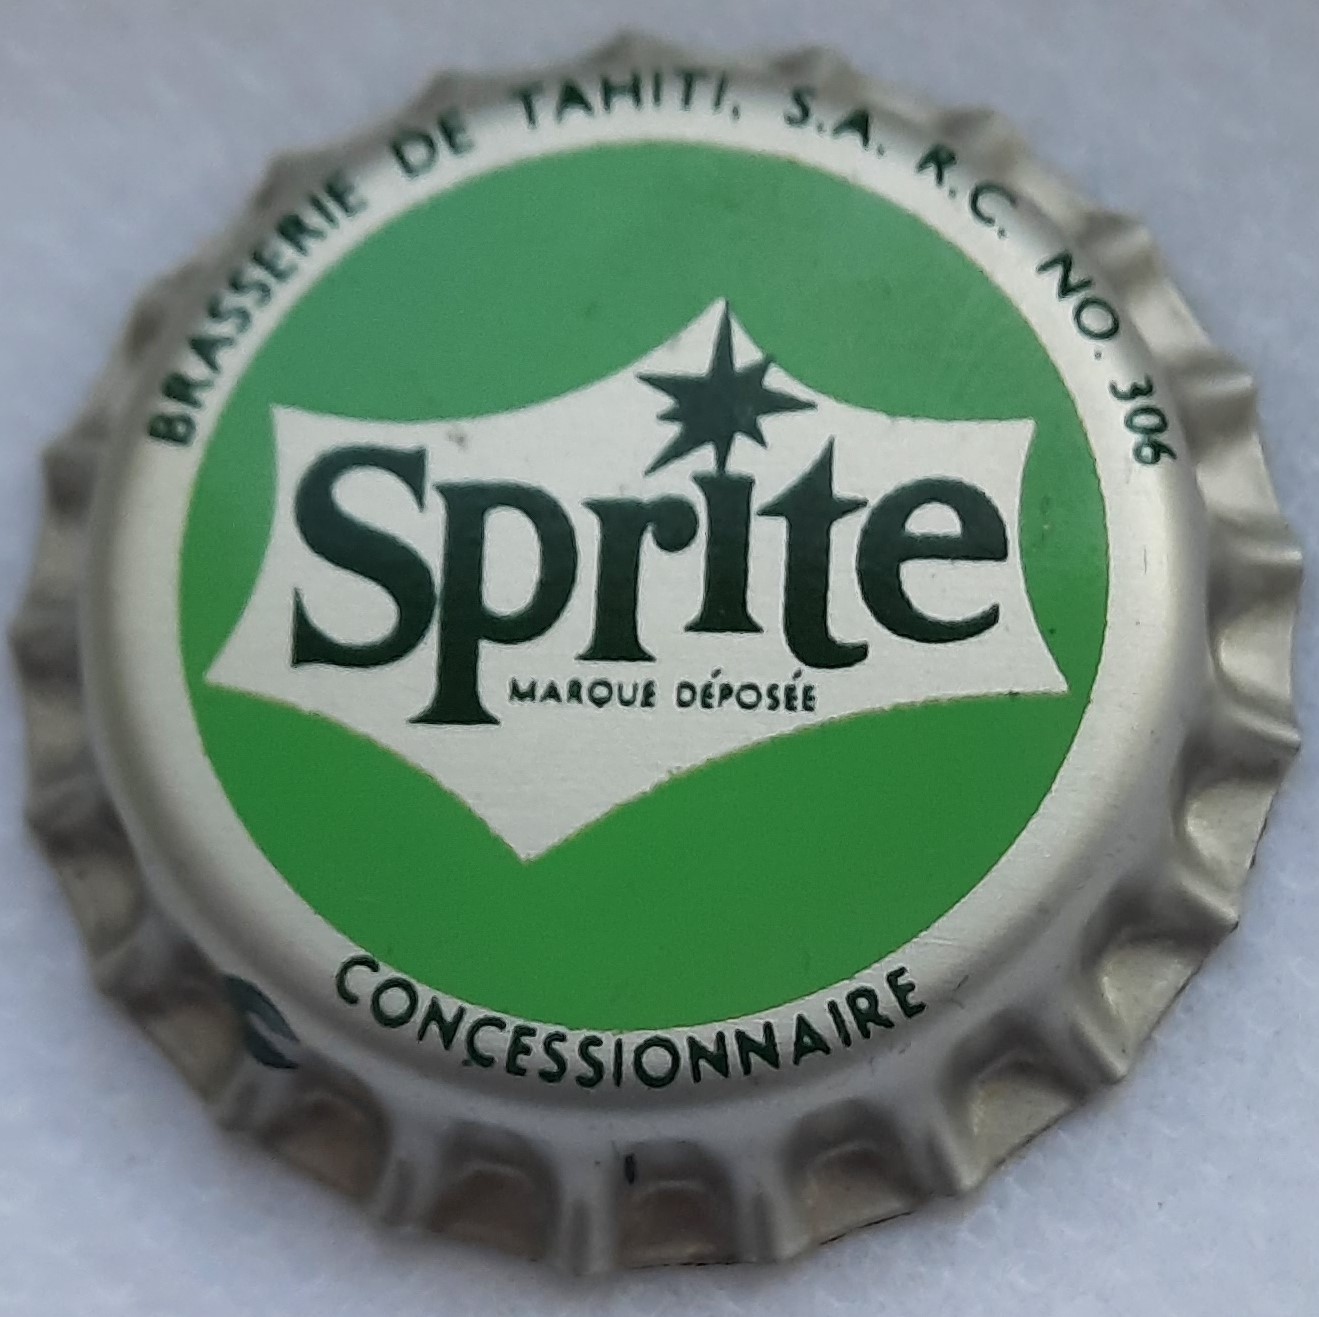 BRASSERIE DE TAHITI, S.A. R.C. NO. 306
Sprite
MARQUE DÉPOSÉE
CONCESSIONNAIRE